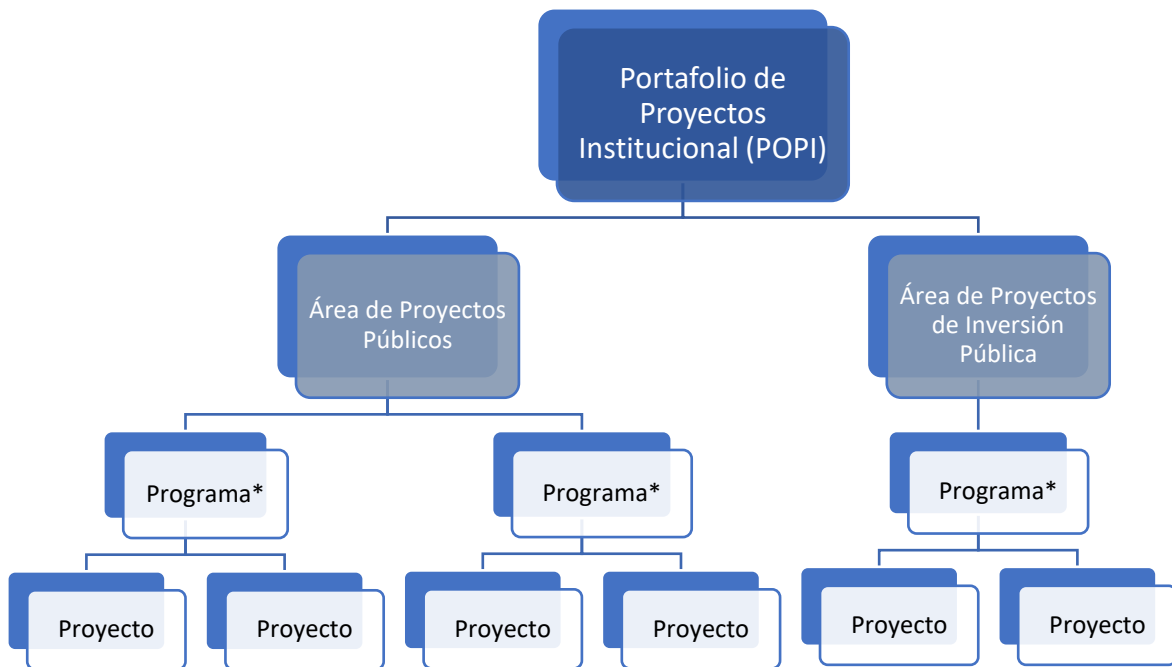 Portafolio de
Proyectos
Institucional (POPI)
Área de Proyectos
Públicos
Área de Proyectos
de Inversión
Pública
Programa*
Programa*
Programa*
Proyecto
Proyecto
Proyecto
Proyecto
Proyecto
Proyecto